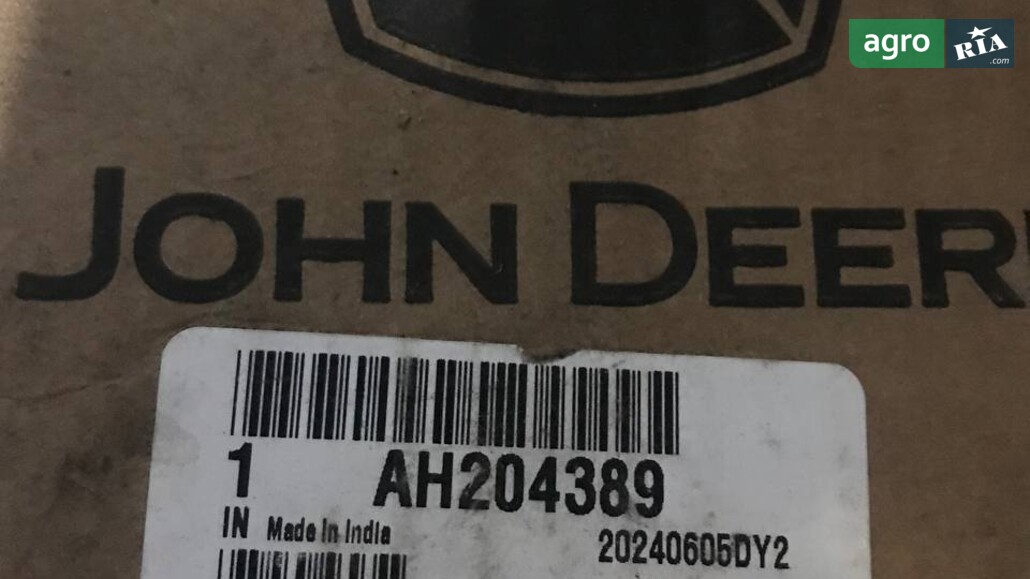 agro RIA
.com
JOHN DEER
1 AH204389
IN Made In India
20240605DY2